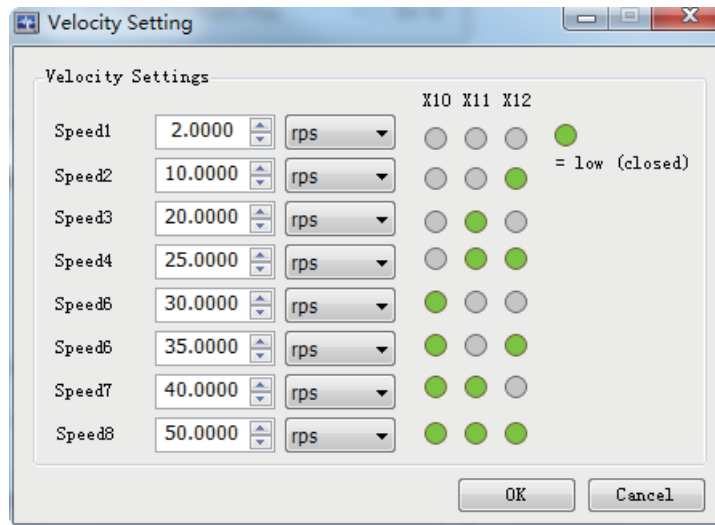 Velocity Setting
Velocity Settings
X10 X11 X12
Speed1 2.0000 rps
= low (closed)
Speed2 10.0000 rps
Speed3 20.0000 rps
Speed4 25.0000 rps
Speed6 30.0000 rps
Speed6 35.0000 rps
Speed7 40.0000 rps
Speed8 50.0000 rps
OK Cancel